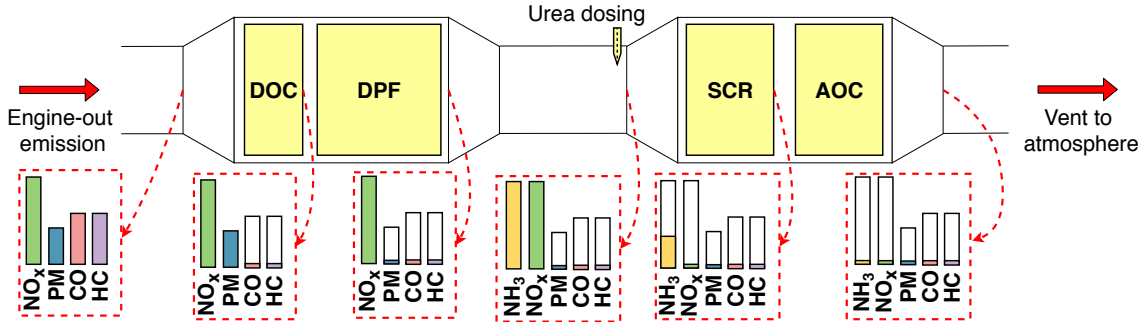 Urea dosing
DOC
DPF
SCR
AOC
Engine-out
emission
Vent to
atmosphere
NOx
PM
CO
HC
NOx
PM
CO
HC
NOx
PM
CO
HC
NH3
NOx
PM
CO
HC
NH3
NOx
PM
CO
HC
NH3
NOx
PM
CO
HC